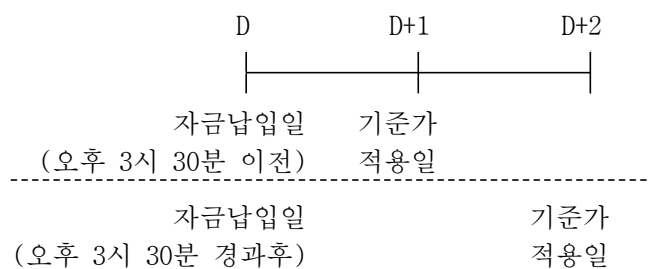 D D+1 D+2
자금납입일 기준가
(오후 3시 30분 이전) 적용일
자금납입일 기준가
(오후 3시 30분 경과후) 적용일